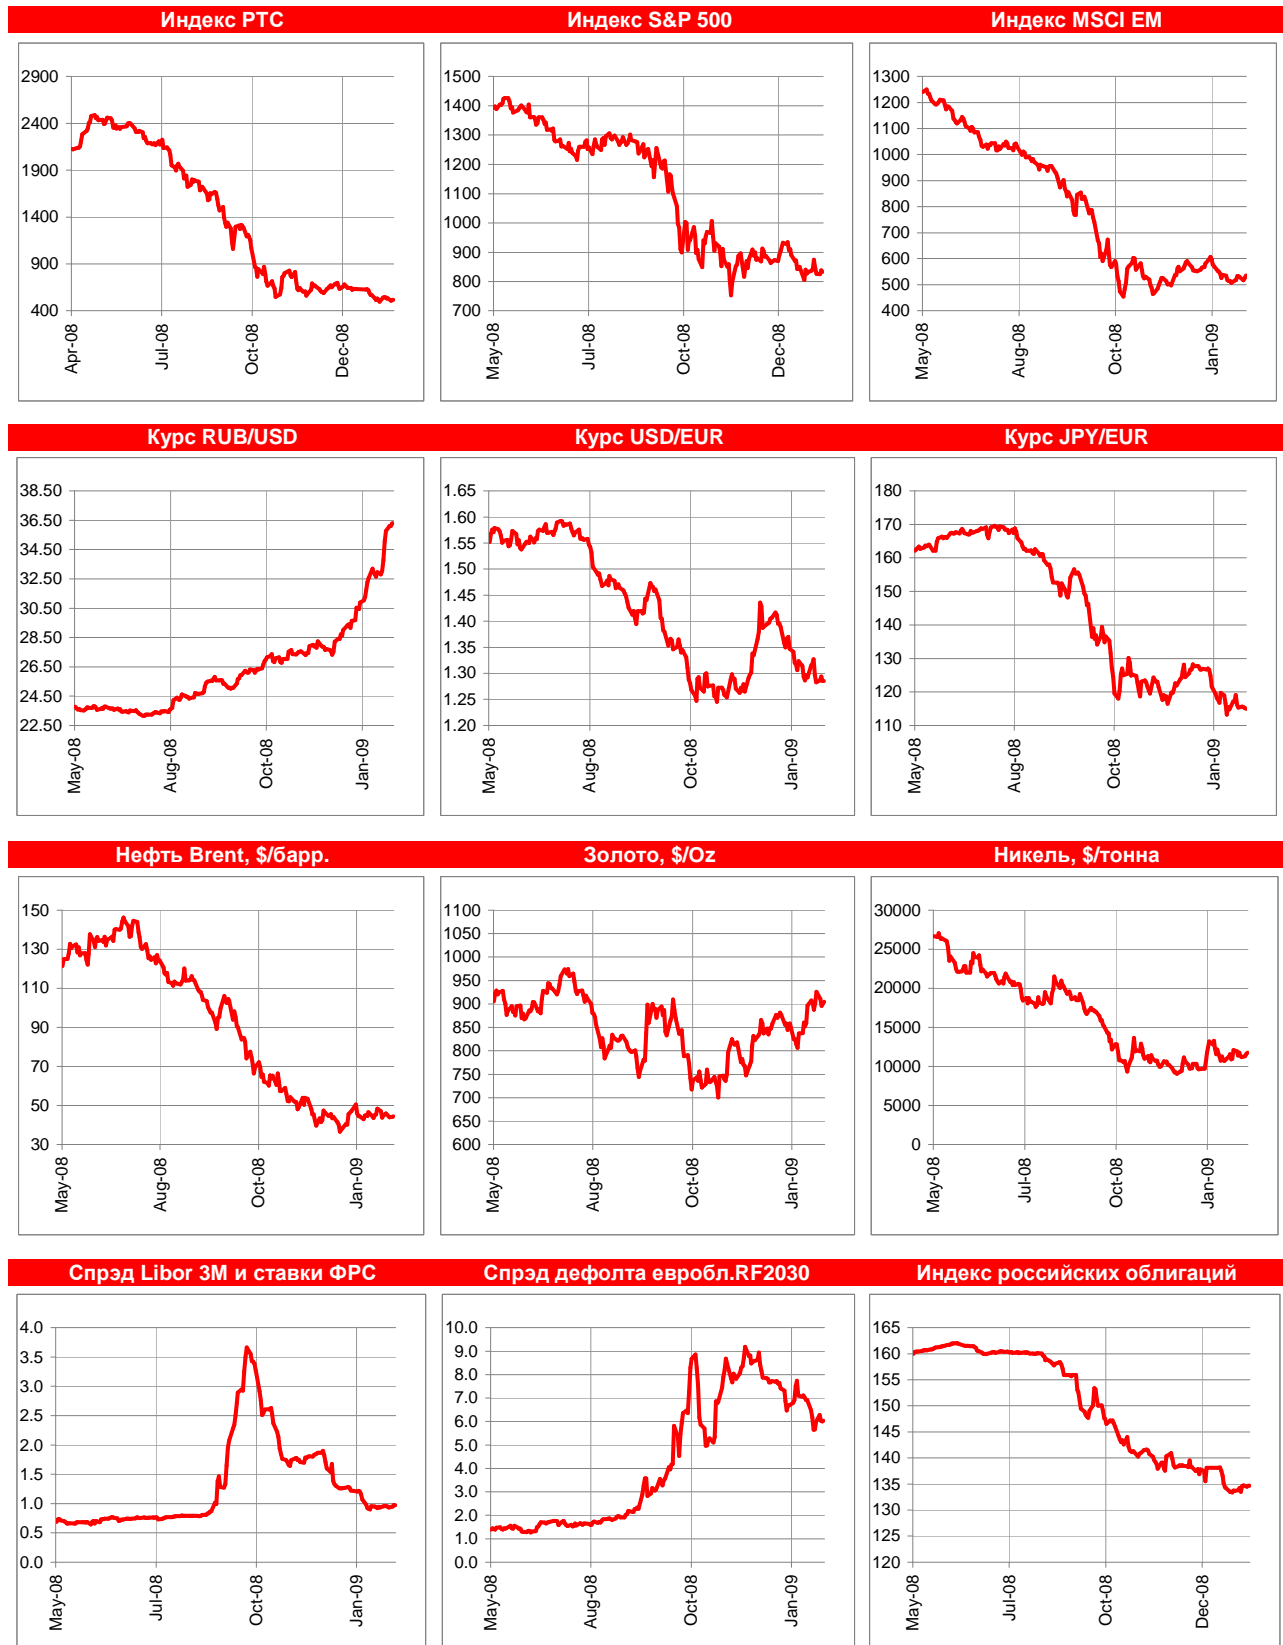 Индекс РТС
Индекс S&P 500
Индекс MSCI EM
2900
2400
1900
1400
900
400
Apr-08
Jul-08
Oct-08
Dec-08
1500
1400
1300
1200
1100
1000
900
800
700
May-08
Jul-08
Oct-08
Dec-08
1300
1200
1100
1000
900
800
700
600
500
400
May-08
Aug-08
Oct-08
Jan-09
Курс RUB/USD
Курс USD/EUR
Курс JPY/EUR
38.50
36.50
34.50
32.50
30.50
28.50
26.50
24.50
22.50
May-08
Aug-08
Oct-08
Jan-09
1.65
1.60
1.55
1.50
1.45
1.40
1.35
1.30
1.25
1.20
May-08
Aug-08
Oct-08
Jan-09
180
170
160
150
140
130
120
110
May-08
Aug-08
Oct-08
Jan-09
Нефть Brent, $/барр.
Золото, $/Oz
Никель, $/тонна
150
130
110
90
70
50
30
May-08
Aug-08
Oct-08
Jan-09
1100
1050
1000
950
900
850
800
750
700
650
600
May-08
Aug-08
Oct-08
Jan-09
30000
25000
20000
15000
10000
5000
0
May-08
Jul-08
Oct-08
Jan-09
Спрэд Libor 3M и ставки ФРС
Спрэд дефолта евробл.RF2030
Индекс российских облигаций
4.0
3.5
3.0
2.5
2.0
1.5
1.0
0.5
0.0
May-08
Jul-08
Oct-08
Jan-09
10.0
9.0
8.0
7.0
6.0
5.0
4.0
3.0
2.0
1.0
0.0
May-08
Aug-08
Oct-08
Jan-09
165
160
155
150
145
140
135
130
125
120
May-08
Jul-08
Oct-08
Dec-08